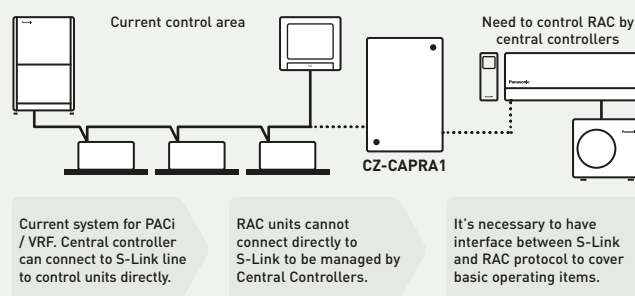 Current control area
Need to control RAC by
central controllers
Panasonic
CZ-CAPRA1
Current system for PACi
/ VRF. Central controller
can connect to S-Link line
to control units directly.
RAC units cannot
connect directly to
S-Link to be managed by
Central Controllers.
It's necessary to have
interface between S-Link
and RAC protocol to cover
basic operating items.